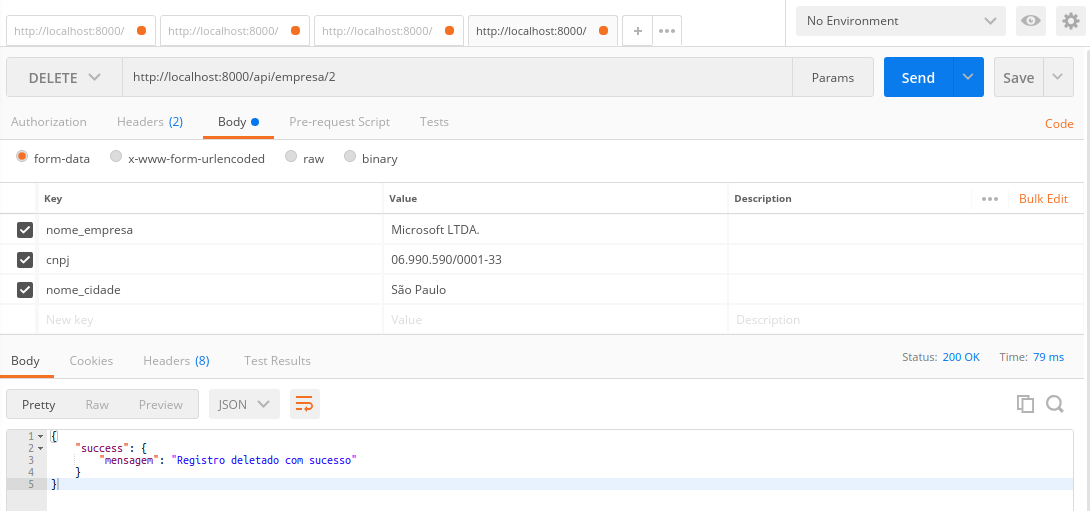 http://localhost:8000/ http://localhost:8000/ http://localhost:8000/ http://localhost:8000/ + ••• No Environment
DELETE http://localhost:8000/api/empresa/2 Params Send Save
Authorization Headers (2) Body Pre-request Script Tests Code
form-data x-www-form-urlencoded raw binary
Key Value Description ••• Bulk Edit
nome_empresa Microsoft LTDA.
cnpj 06.990.590/0001-33
nome_cidade São Paulo
New key Value Description
Body Cookies Headers (8) Test Results Status: 200 OK Time: 79 ms
Pretty Raw Preview JSON
1 {
2 "success": {
3 "mensagem": "Registro deletado com sucesso"
4 }
5 }